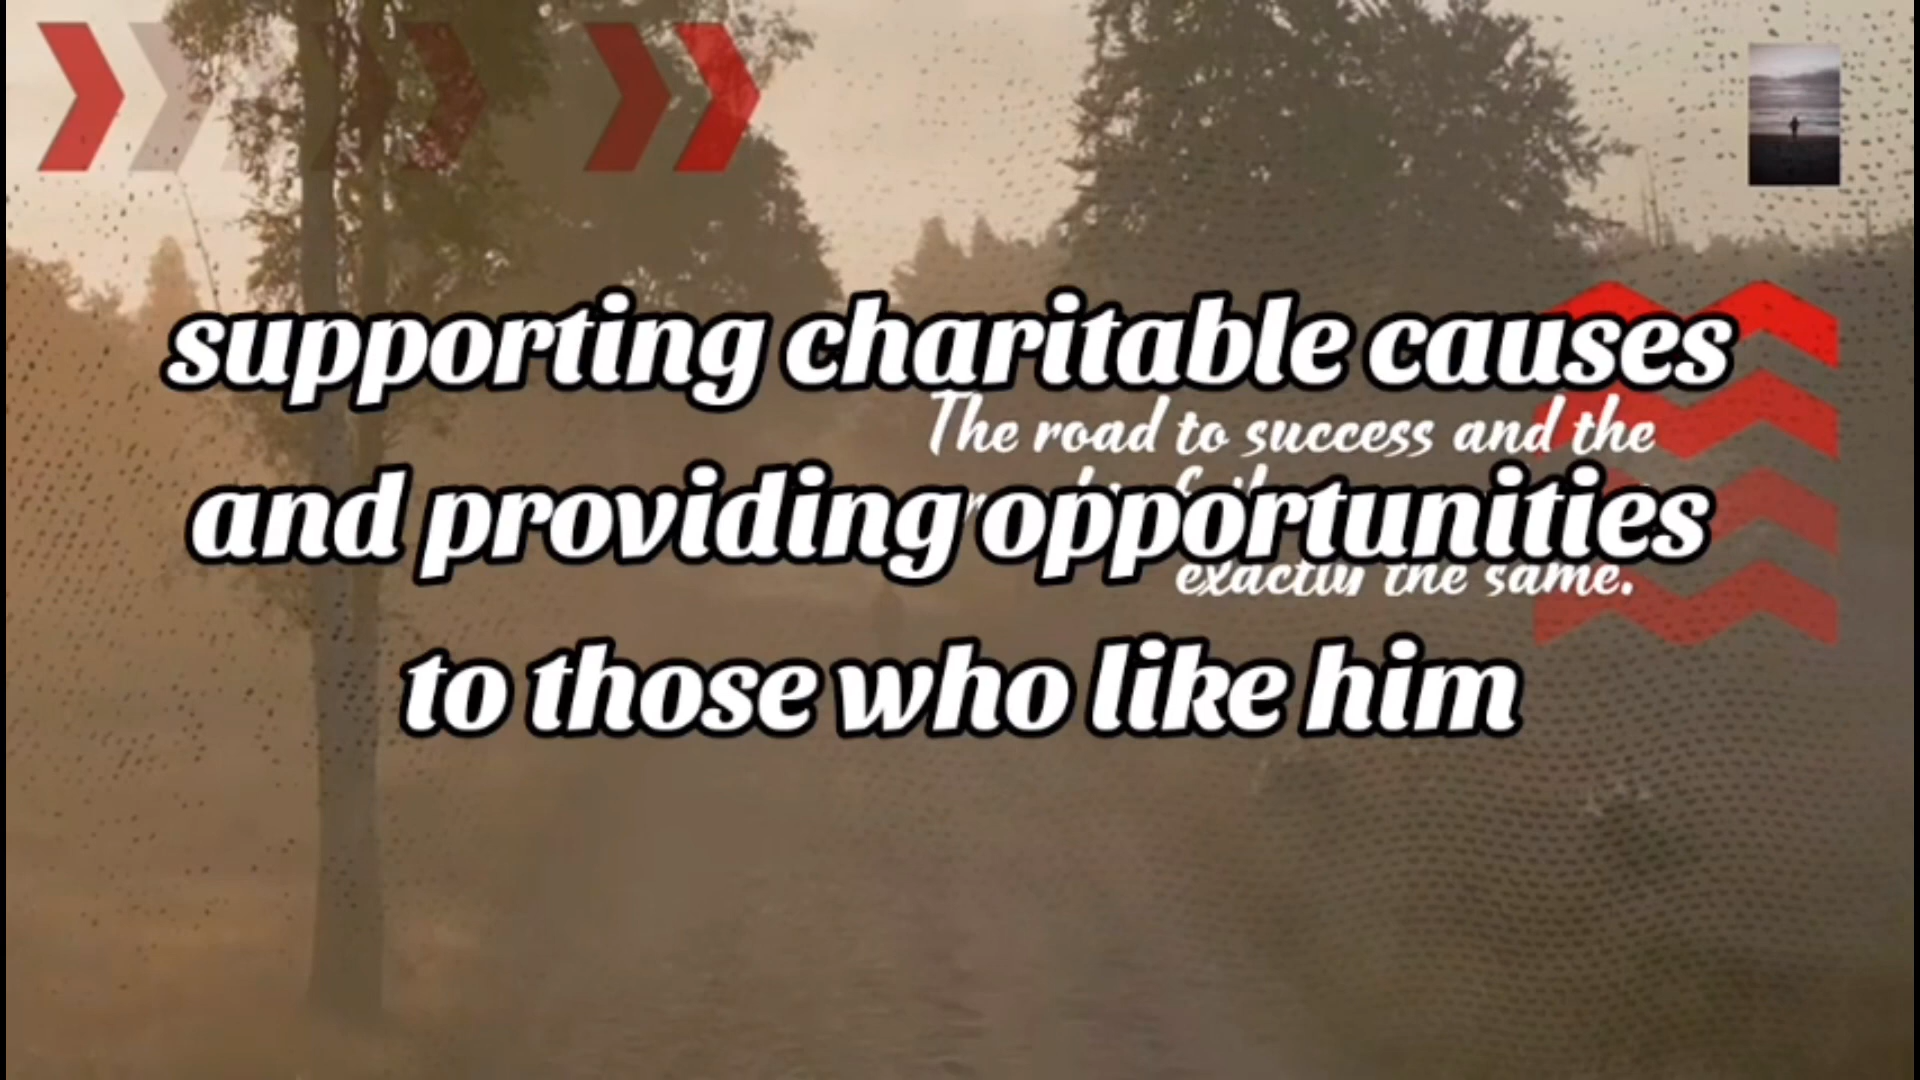 supporting charitable causes
The road to success and the
and providing opportunities
exactly the same.
to those who like him